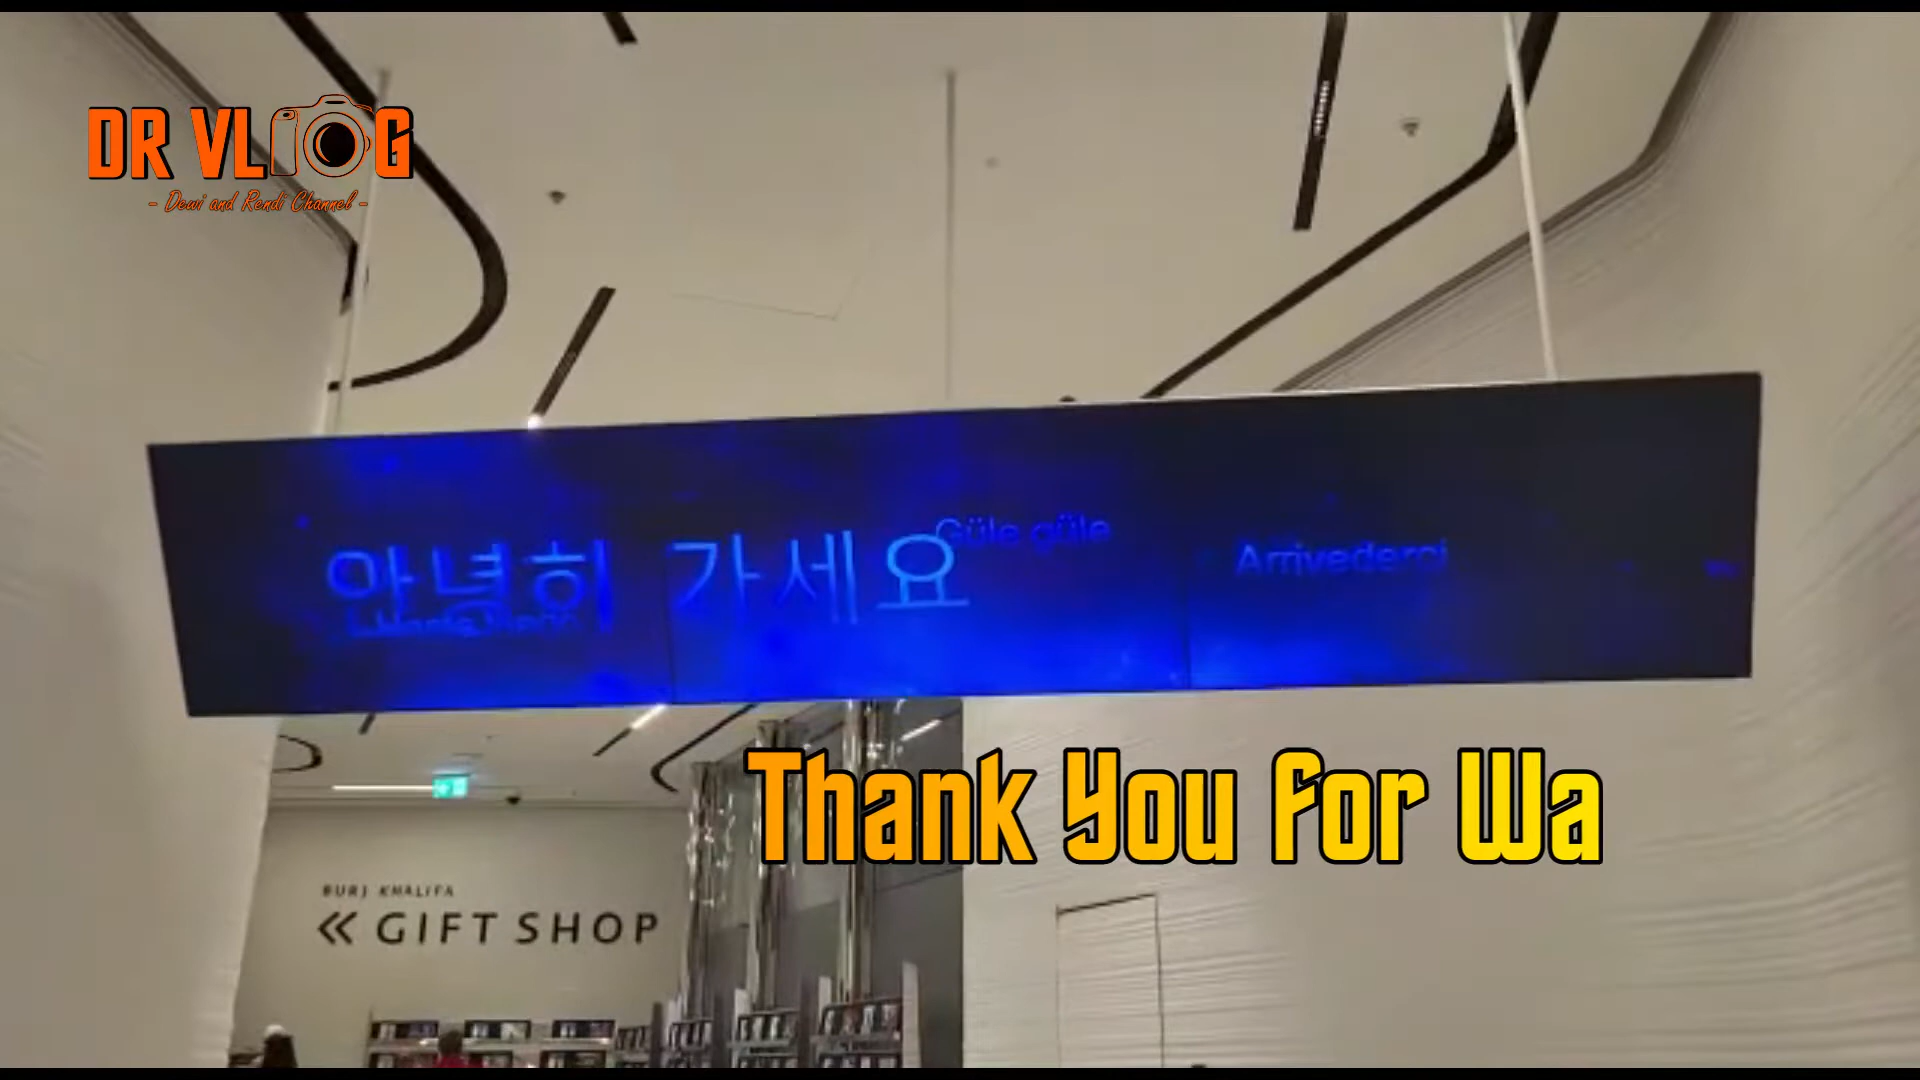 DR VLOG
- Dewi and Rendi Channel -
안녕히 가세요
Güle güle
Arrivederci
Thank You For Wa
BURJ KHALIFA
« GIFT SHOP